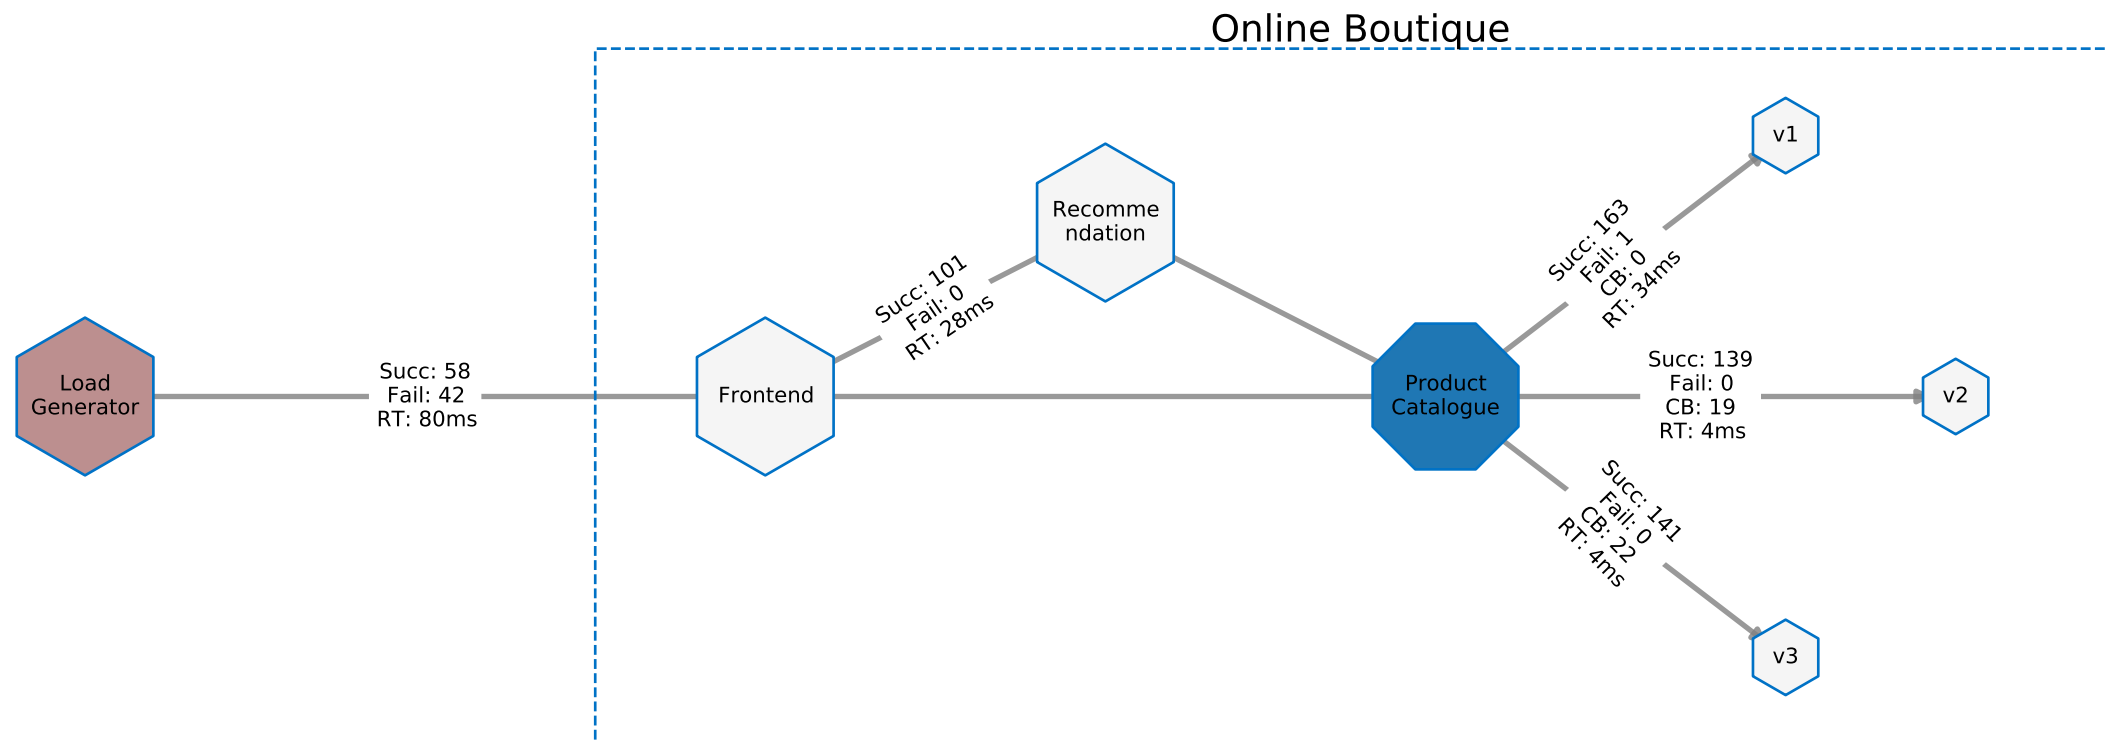 Online Boutique
v1
Recomme
ndation
Succ: 163
Fail: 1
CB: 0
RT: 34ms
Succ: 101
Fail: 0
RT: 28ms
Load
Generator
Succ: 58
Fail: 42
RT: 80ms
Frontend
Product
Catalogue
Succ: 139
Fail: 0
CB: 19
RT: 4ms
v2
Succ: 141
Fail: 0
CB: 22
RT: 4ms
v3